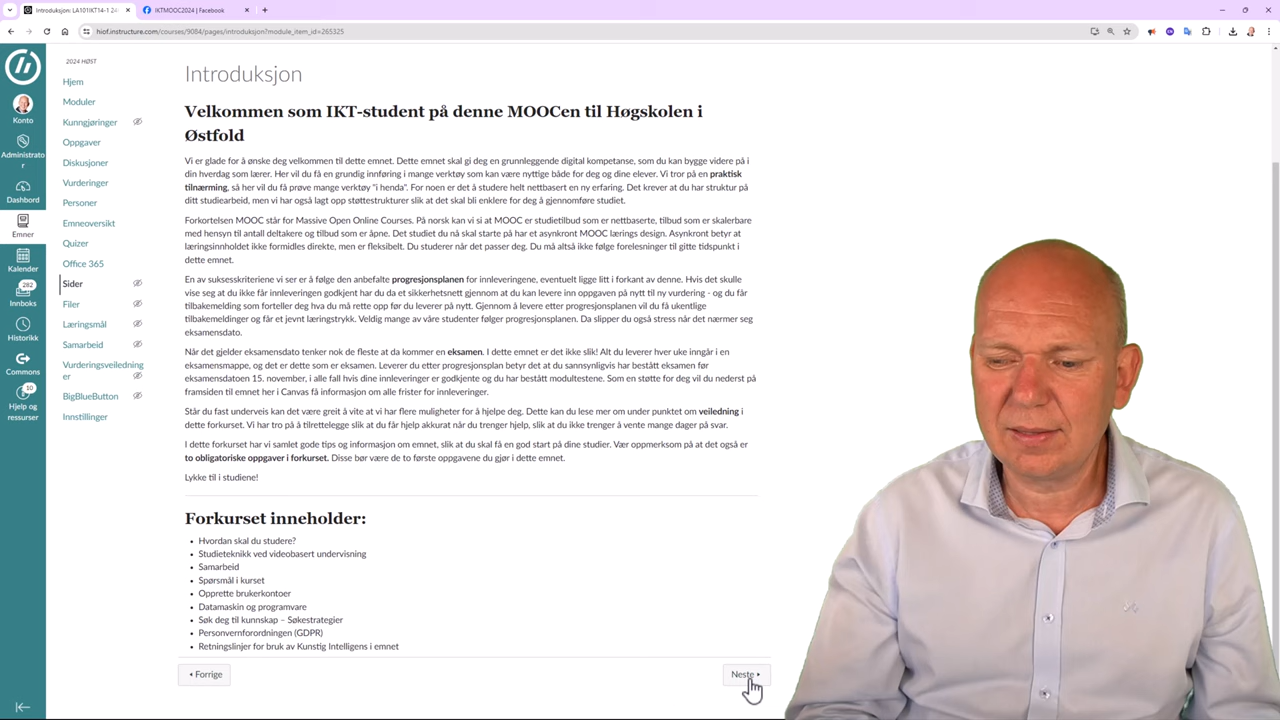 Introduksjon: LA101IKT14-1 24
IKTMOOC2024 | Facebook
hiof.instructure.com/courses/9084/pages/introduksjon?module_item_id=265325
Konto
Administrator
Dashbord
Emner
Kalender
282
Innboks
Historikk
Commons
10
Hjelp og
ressurser
2024 HØST
Hjem
Moduler
Kunngjøringer
Oppgaver
Diskusjoner
Vurderinger
Personer
Emneoversikt
Quizer
Office 365
Sider
Filer
Læringsmål
Samarbeid
Vurderingsveiledning
er
BigBlueButton
Innstillinger
Introduksjon
Velkommen som IKT-student på denne MOOCen til Høgskolen i
Østfold
Vi er glade for å ønske deg velkommen til dette emnet. Dette emnet skal gi deg en grunnleggende digital kompetanse, som du kan bygge videre på i
din hverdag som lærer. Her vil du få en grundig innføring i mange verktøy som kan være nyttige både for deg og dine elever. Vi tror på en praktisk
tilnærming, så her vil du få prøve mange verktøy "i henda". For noen er det å studere helt nettbasert en ny erfaring. Det krever at du har struktur på
ditt studiearbeid, men vi har også lagt opp støttestrukturer slik at det skal bli enklere for deg å gjennomføre studiet.
Forkortelsen MOOC står for Massive Open Online Courses. På norsk kan vi si at MOOC er studietilbud som er nettbaserte, tilbud som er skalerbare
med hensyn til antall deltakere og tilbud som er åpne. Det studiet du nå skal starte på har et asynkront MOOC lærings design. Asynkront betyr at
læringsinnholdet ikke formidles direkte, men er fleksibelt. Du studerer når det passer deg. Du må altså ikke følge forelesninger til gitte tidspunkt i
dette emnet.
En av suksesskriteriene vi ser er å følge den anbefalte progresjonsplanen for innleveringene, eventuelt ligge litt i forkant av denne. Hvis det skulle
vise seg at du ikke får innleveringen godkjent har du da et sikkerhetsnett gjennom at du kan levere inn oppgaven på nytt til ny vurdering - og du får
tilbakemelding som forteller deg hva du må rette opp før du leverer på nytt. Gjennom å levere etter progresjonsplanen vil du få ukentlige
tilbakemeldinger og får et jevnt læringstrykk. Veldig mange av våre studenter følger progresjonsplanen. Da slipper du også stress når det nærmer seg
eksamensdato.
Når det gjelder eksamensdato tenker nok de fleste at da kommer en eksamen. I dette emnet er det ikke slik! Alt du leverer hver uke inngår i en
eksamensmappe, og det er dette som er eksamen. Leverer du etter progresjonsplan betyr det at du sannsynligvis har bestått eksamen før
eksamensdatoen 15. november, i alle fall hvis dine innleveringer er godkjente og du har bestått modultestene. Som en støtte for deg vil du nederst på
framsiden til emnet her i Canvas få informasjon om alle frister for innleveringer.
Står du fast underveis kan det være greit å vite at vi har flere muligheter for å hjelpe deg. Dette kan du lese mer om under punktet om veiledning i
dette forkurset. Vi har tro på å tilrettelegge slik at du får hjelp akkurat når du trenger hjelp, slik at du ikke trenger å vente mange dager på svar.
I dette forkurset har vi samlet gode tips og informasjon om emnet, slik at du skal få en god start på dine studier. Vær oppmerksom på at det også er
to obligatoriske oppgaver i forkurset. Disse bør være de to første oppgavene du gjør i dette emnet.
Lykke til i studiene!
Forkurset inneholder:
• Hvordan skal du studere?
• Studieteknikk ved videobasert undervisning
• Samarbeid
• Spørsmål i kurset
• Opprette brukerkontoer
• Datamaskin og programvare
• Søk deg til kunnskap – Søkestrategier
• Personvernforordningen (GDPR)
• Retningslinjer for bruk av Kunstig Intelligens i emnet
Forrige
Neste